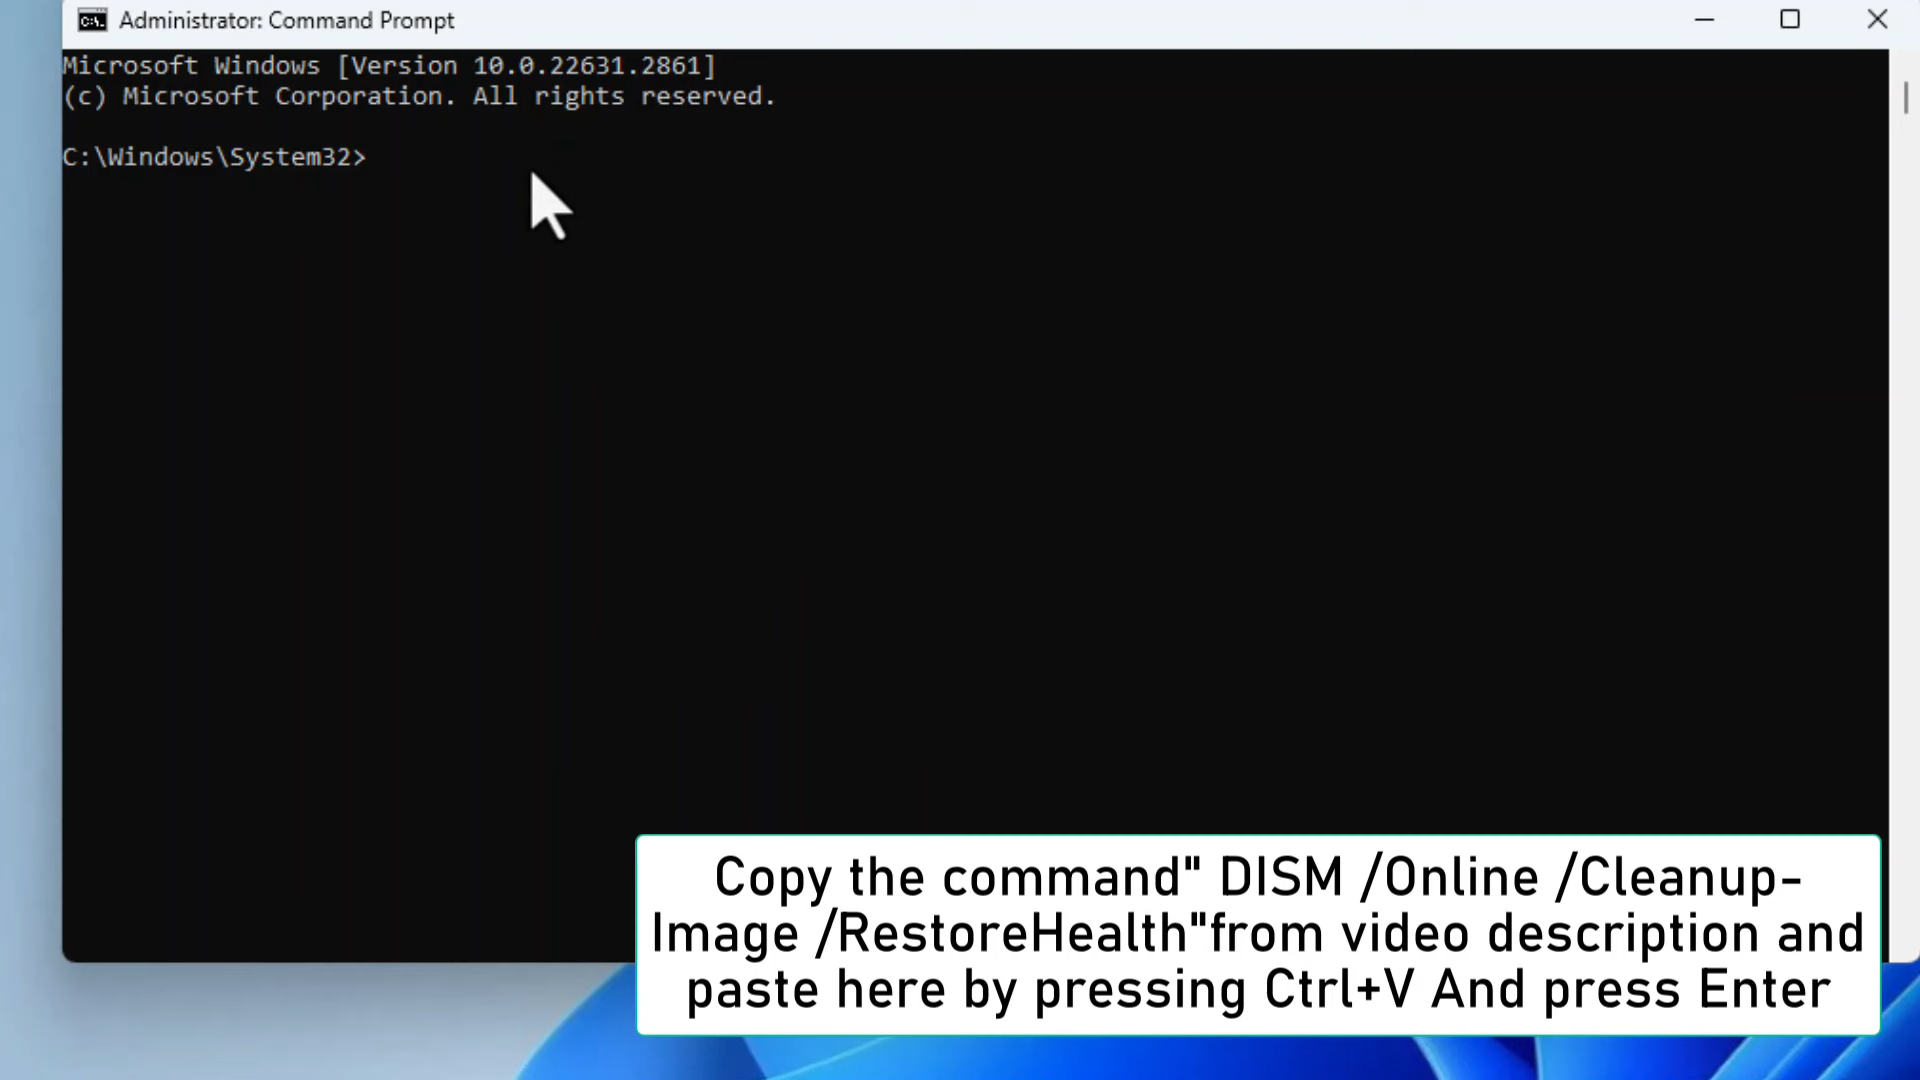 Administrator: Command Prompt
Microsoft Windows [Version 10.0.22631.2861]
(c) Microsoft Corporation. All rights reserved.
C:\Windows\System32>
Copy the command" DISM /Online /Cleanup-
Image /RestoreHealth"from video description and
paste here by pressing Ctrl+V And press Enter